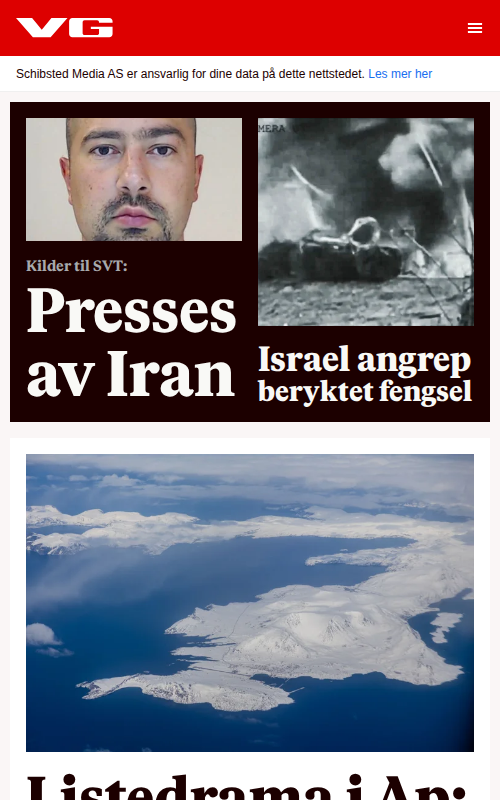 VG
Schibsted Media AS er ansvarlig for dine data på dette nettstedet. Les mer her
Kilder til SVT:
Presses
av Iran
MERA
Israel angrep
beryktet fengsel
Listedrama i Ap: